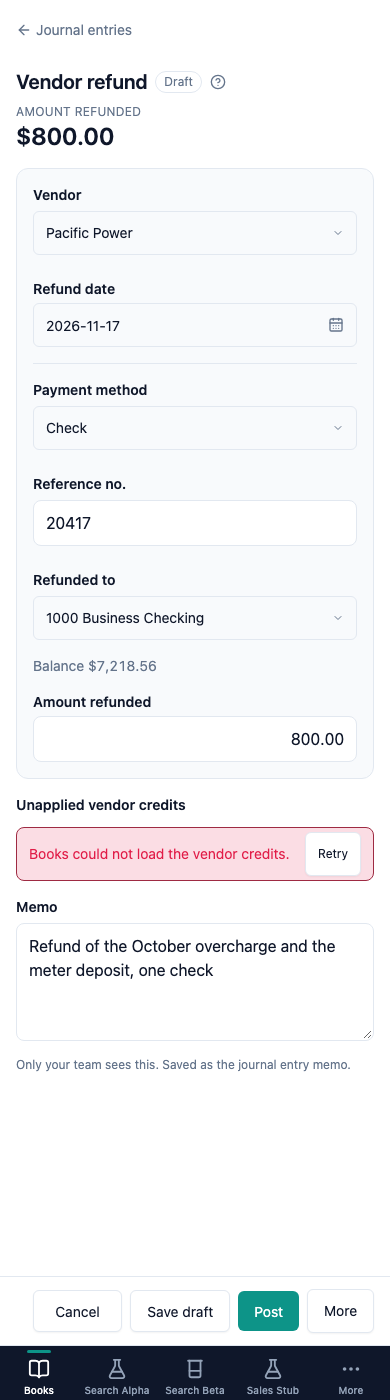 Journal entries
Vendor refund Draft
AMOUNT REFUNDED
$800.00
Vendor
Pacific Power
Refund date
2026-11-17
Payment method
Check
Reference no.
20417
Refunded to
1000 Business Checking
Balance $7,218.56
Amount refunded
800.00
Unapplied vendor credits
Books could not load the vendor credits. Retry
Memo
Refund of the October overcharge and the
meter deposit, one check
Only your team sees this. Saved as the journal entry memo.
Cancel Save draft Post More
Books Search Alpha Search Beta Sales Stub More